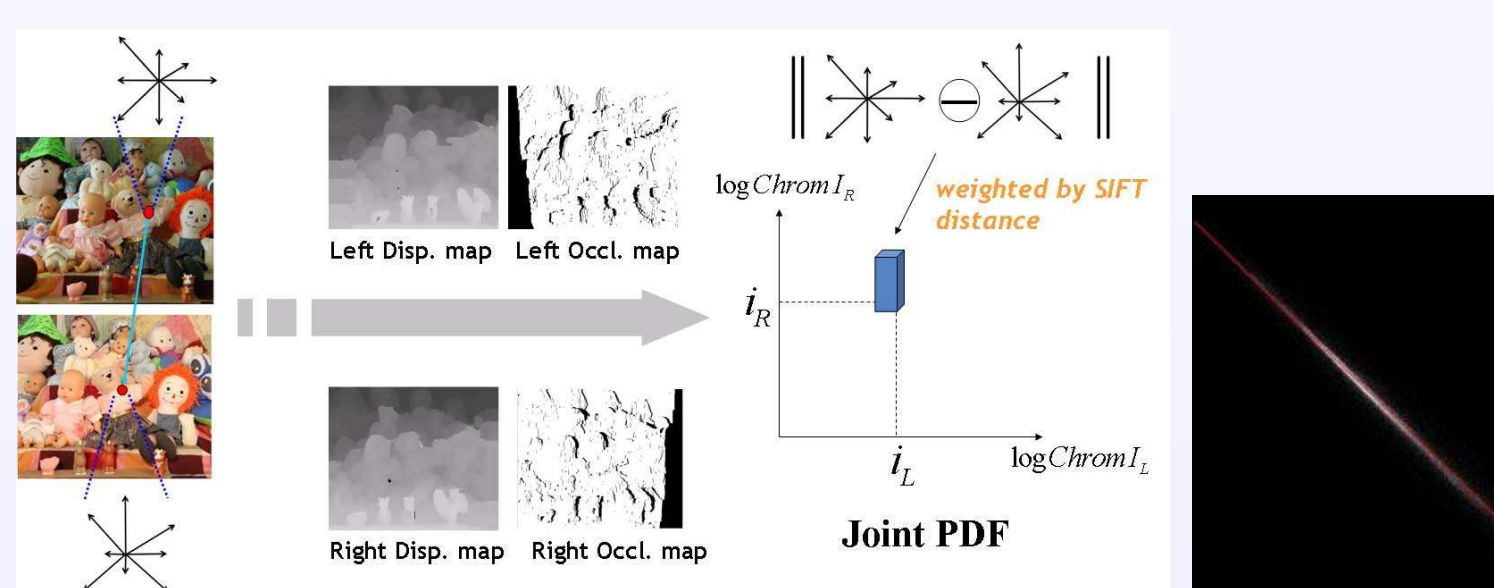 log Chrom I_R
weighted by SIFT
distance
Left Disp. map Left Occl. map
i_R
i_L
log Chrom I_L
Joint PDF
Right Disp. map Right Occl. map